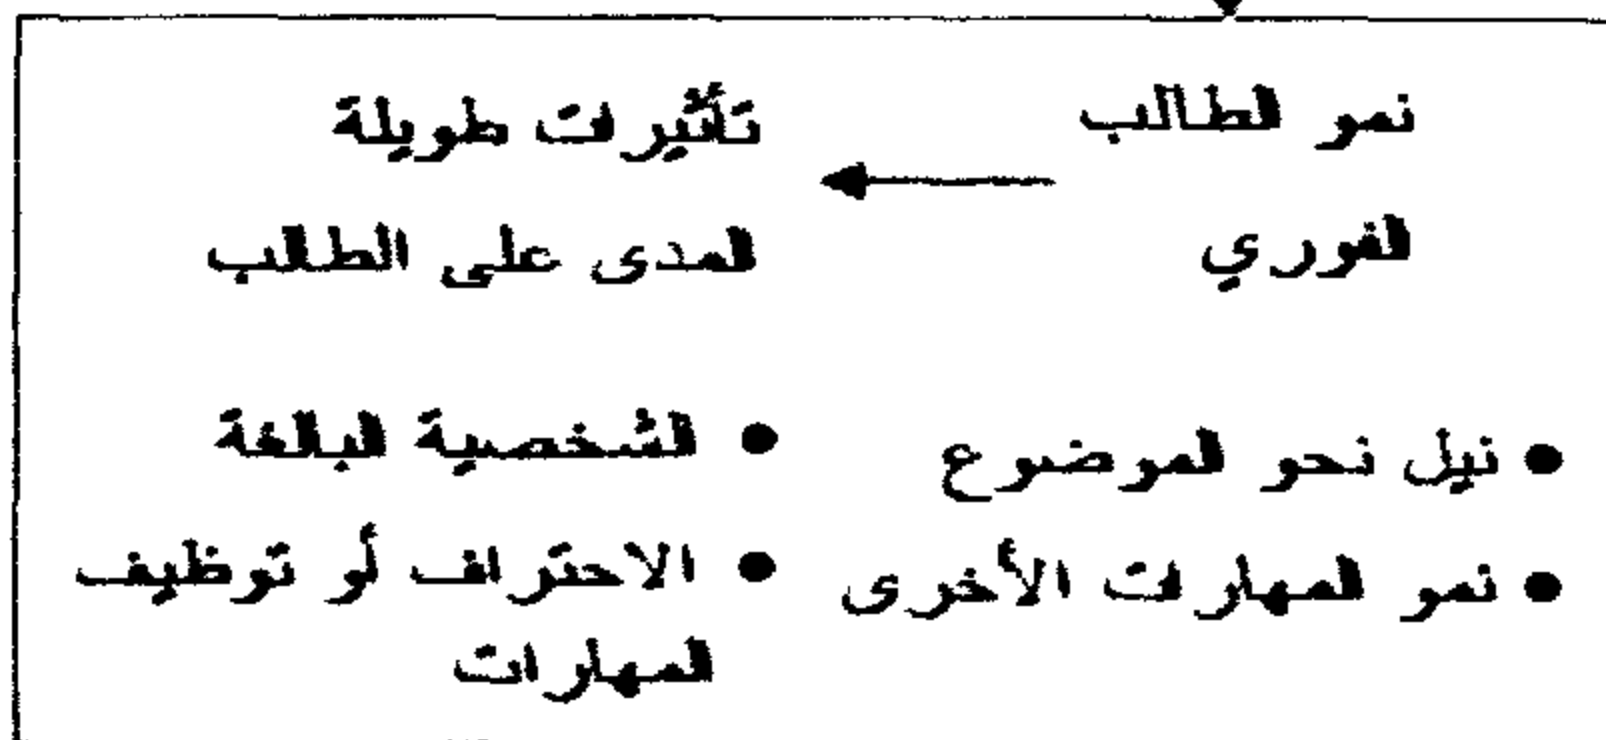 نمو الطالب
الفوري
تأثيرات طويلة
المدى على الطالب
• نيل نحو الموضوع
• نمو المهارات الأخرى
• الشخصية البالغة
• الاحتراف أو توظيف
المهارات